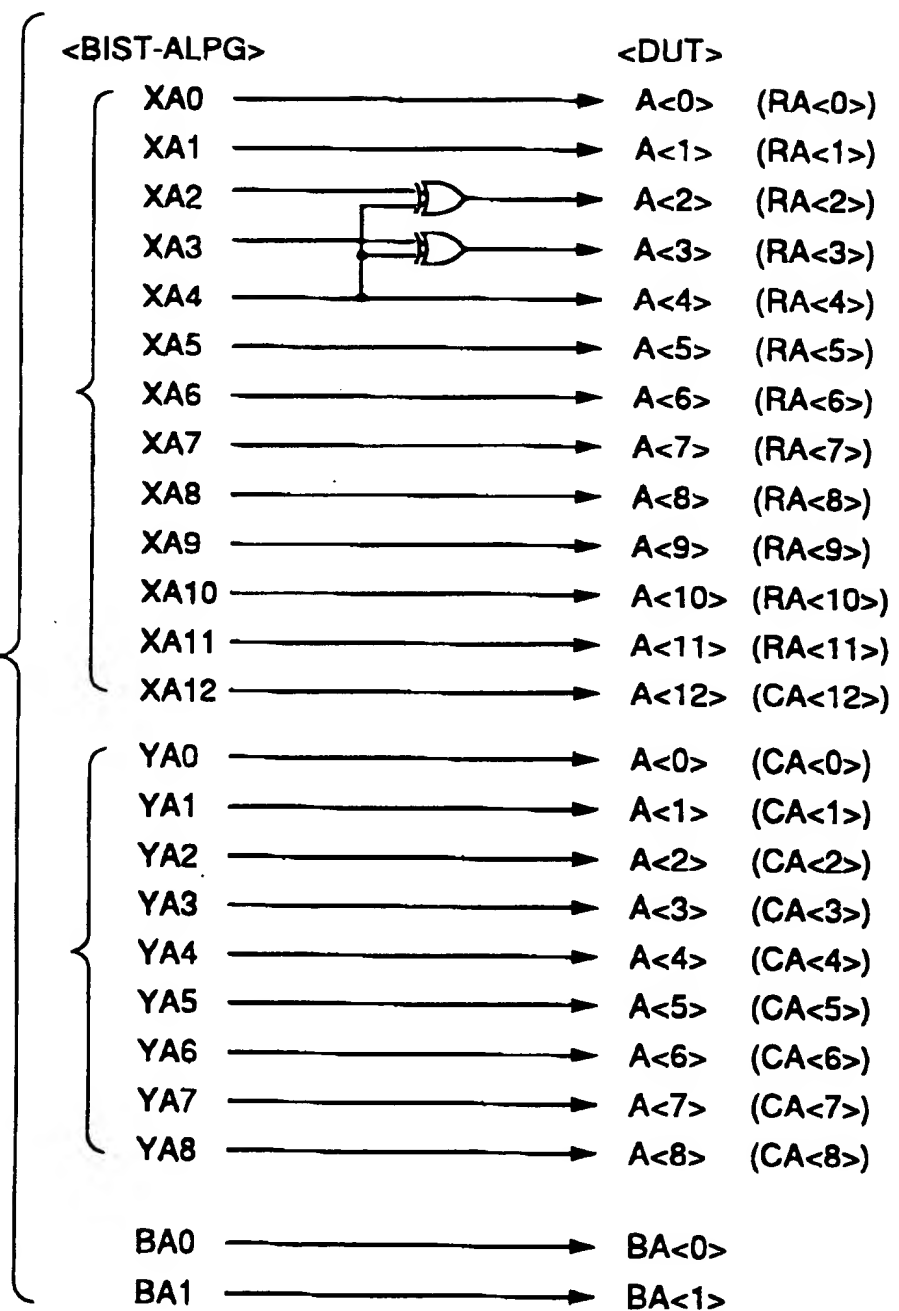 <BIST-ALPG> <DUT>
XA0 A<0> (RA<0>)
XA1 A<1> (RA<1>)
XA2 A<2> (RA<2>)
XA3 A<3> (RA<3>)
XA4 A<4> (RA<4>)
XA5 A<5> (RA<5>)
XA6 A<6> (RA<6>)
XA7 A<7> (RA<7>)
XA8 A<8> (RA<8>)
XA9 A<9> (RA<9>)
XA10 A<10> (RA<10>)
XA11 A<11> (RA<11>)
XA12 A<12> (CA<12>)
YA0 A<0> (CA<0>)
YA1 A<1> (CA<1>)
YA2 A<2> (CA<2>)
YA3 A<3> (CA<3>)
YA4 A<4> (CA<4>)
YA5 A<5> (CA<5>)
YA6 A<6> (CA<6>)
YA7 A<7> (CA<7>)
YA8 A<8> (CA<8>)
BA0 BA<0>
BA1 BA<1>